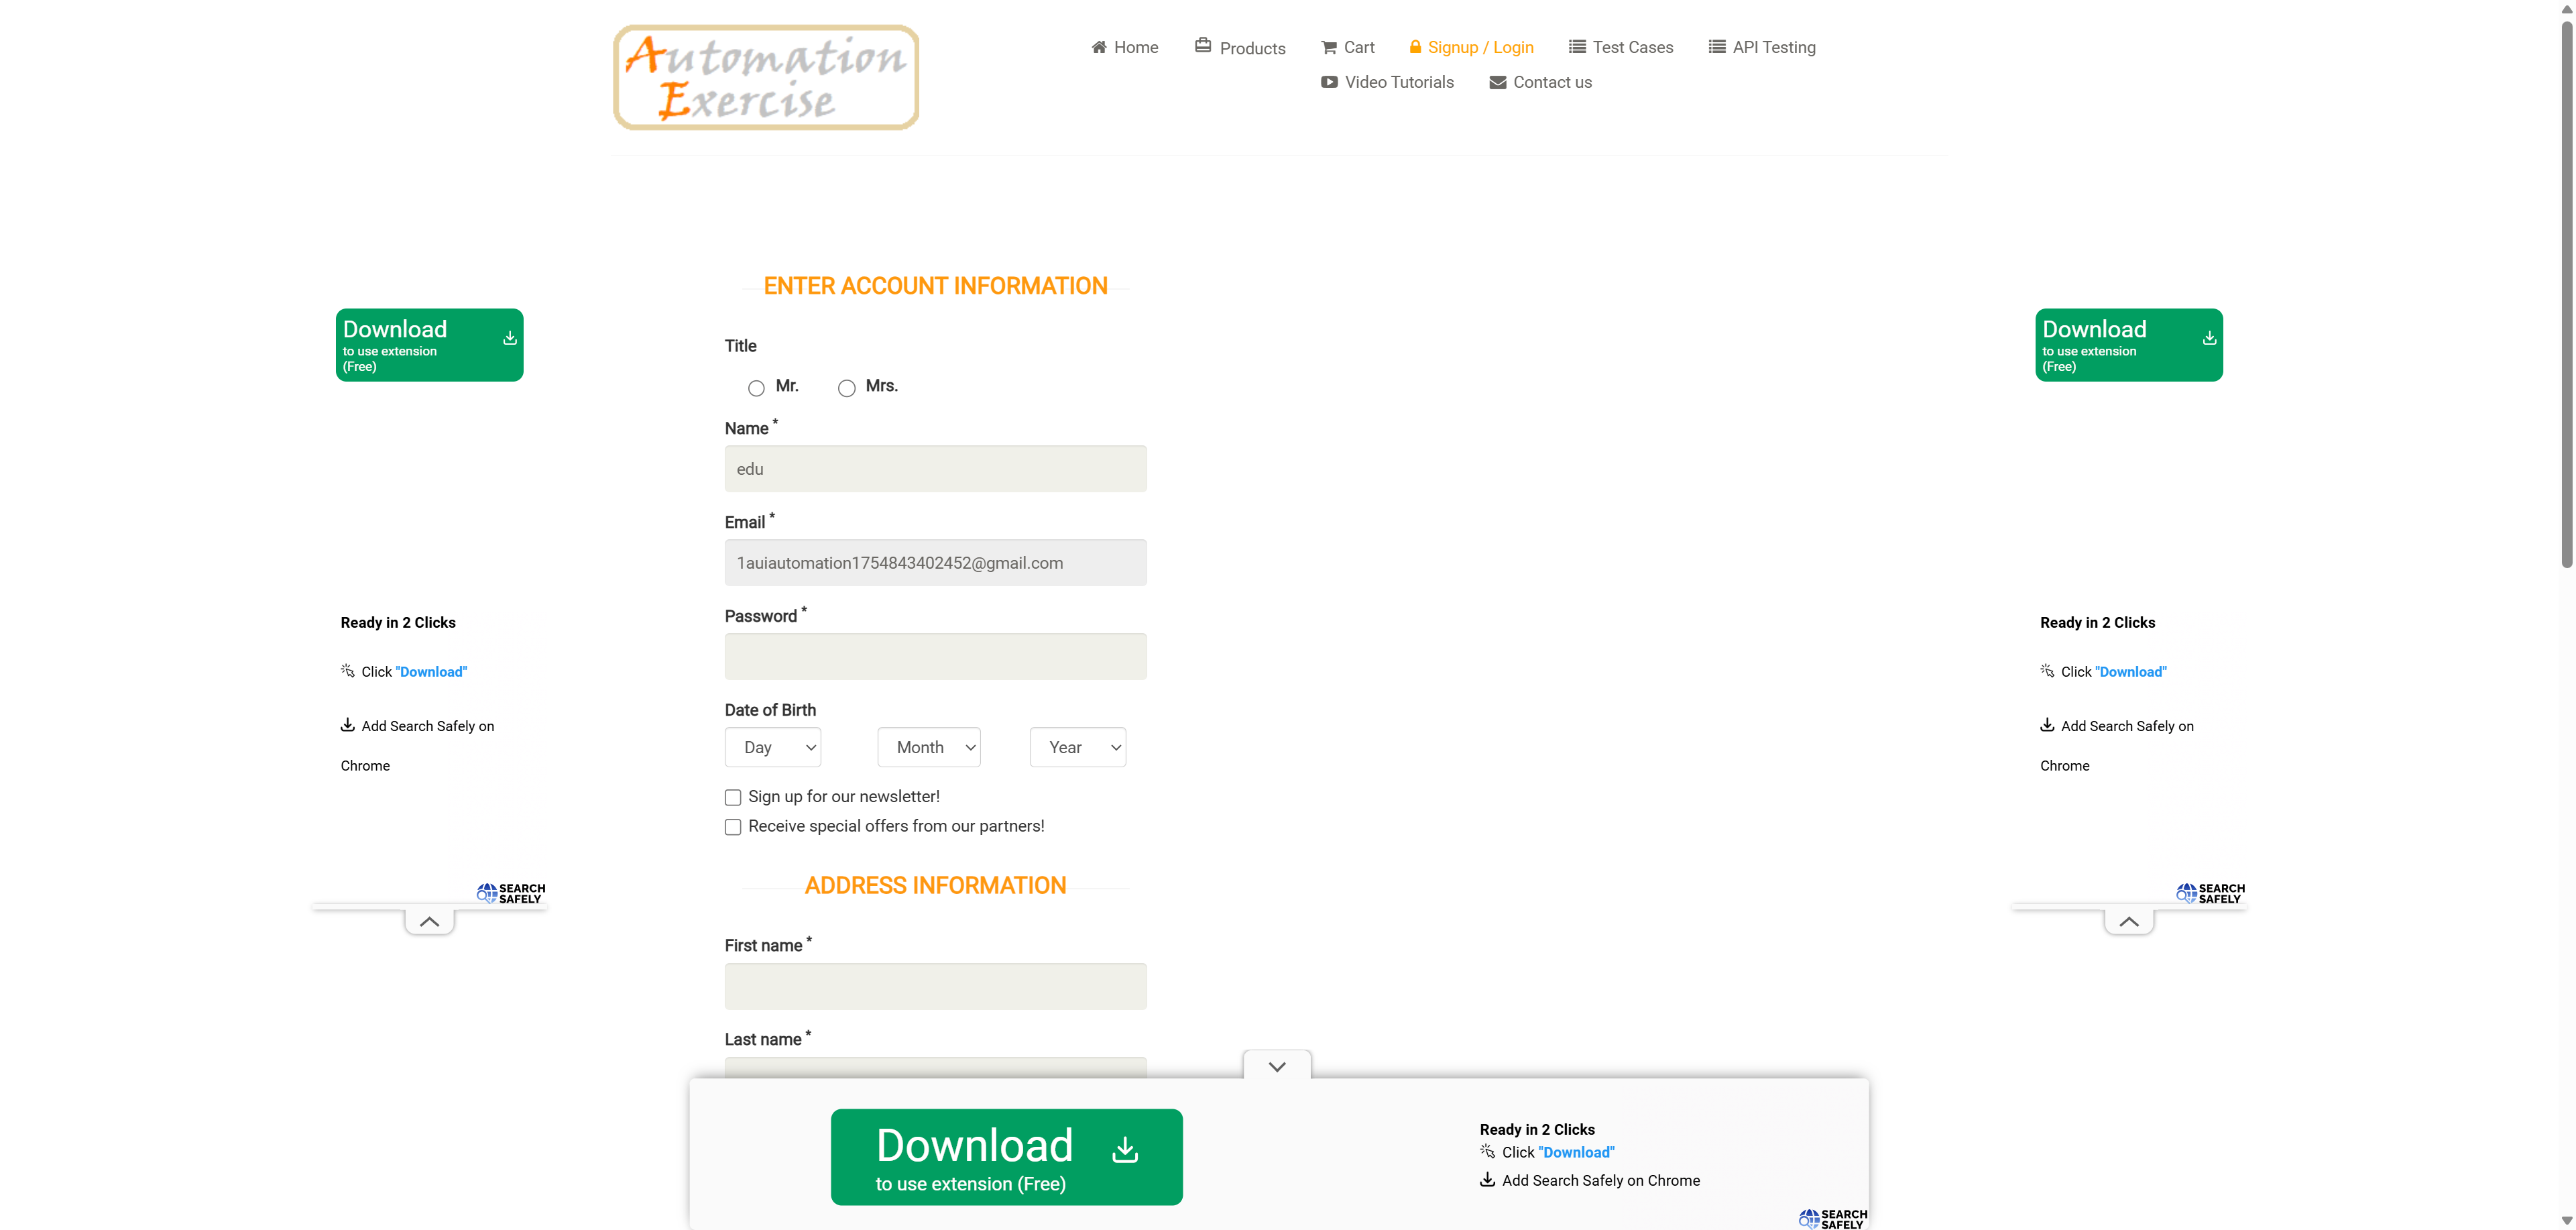 Automation
Exercise
Home
Products
Cart
Signup / Login
Test Cases
API Testing
Video Tutorials
Contact us
ENTER ACCOUNT INFORMATION
Title
Mr.
Mrs.
Name *
edu
Email *
1auiautomation1754843402452@gmail.com
Password *
Date of Birth
Day
Month
Year
Sign up for our newsletter!
Receive special offers from our partners!
ADDRESS INFORMATION
First name *
Last name *
Download
to use extension
(Free)
Ready in 2 Clicks
Click "Download"
Add Search Safely on
Chrome
SEARCH
SAFELY
Download
to use extension
(Free)
Ready in 2 Clicks
Click "Download"
Add Search Safely on
Chrome
SEARCH
SAFELY
Download
to use extension (Free)
Ready in 2 Clicks
Click "Download"
Add Search Safely on Chrome
SEARCH
SAFELY